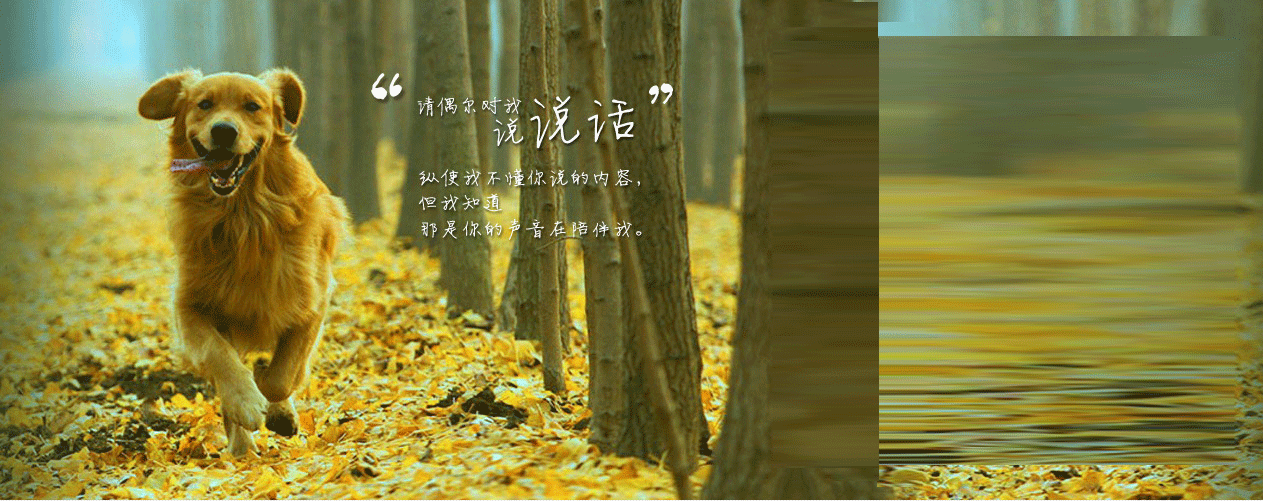 “请偶尔对我
说说话”
纵使我不懂你说的内容，
但我知道
那是你的声音在陪伴我。